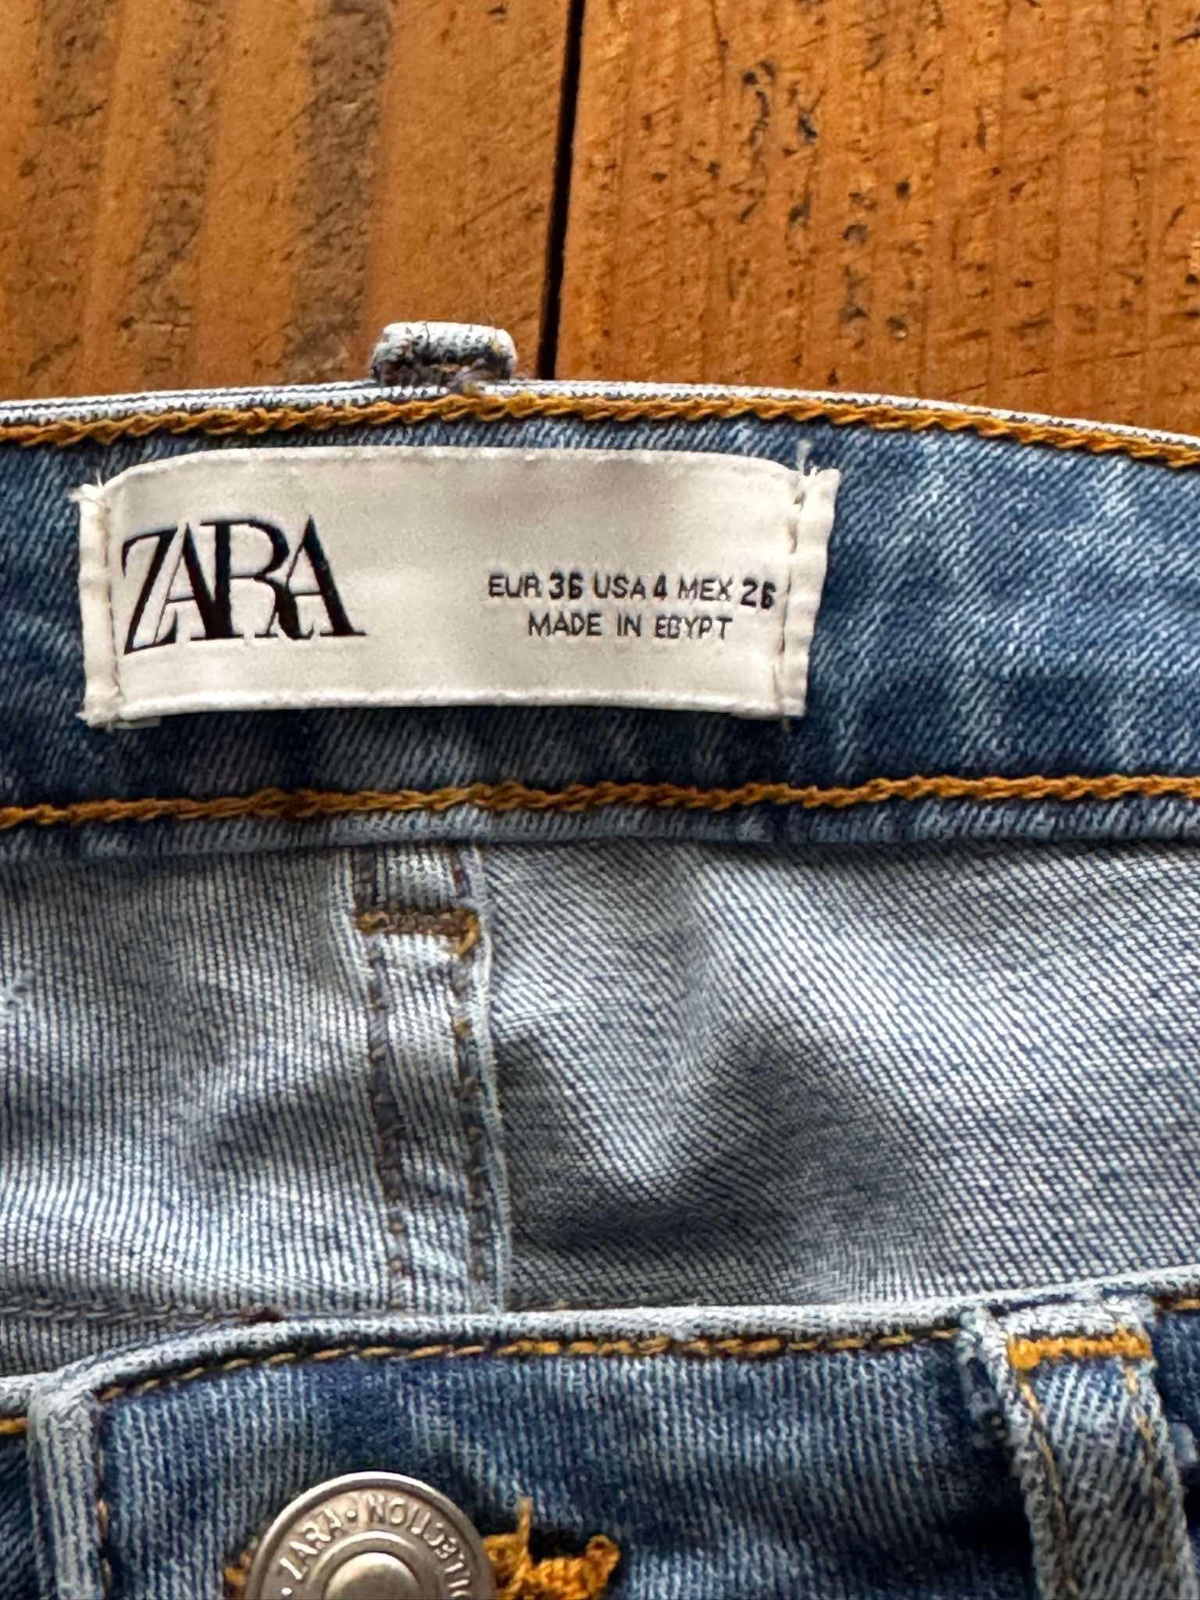 ZARA
EUR 36 USA 4 MEX 26
MADE IN EGYPT
ZARA •